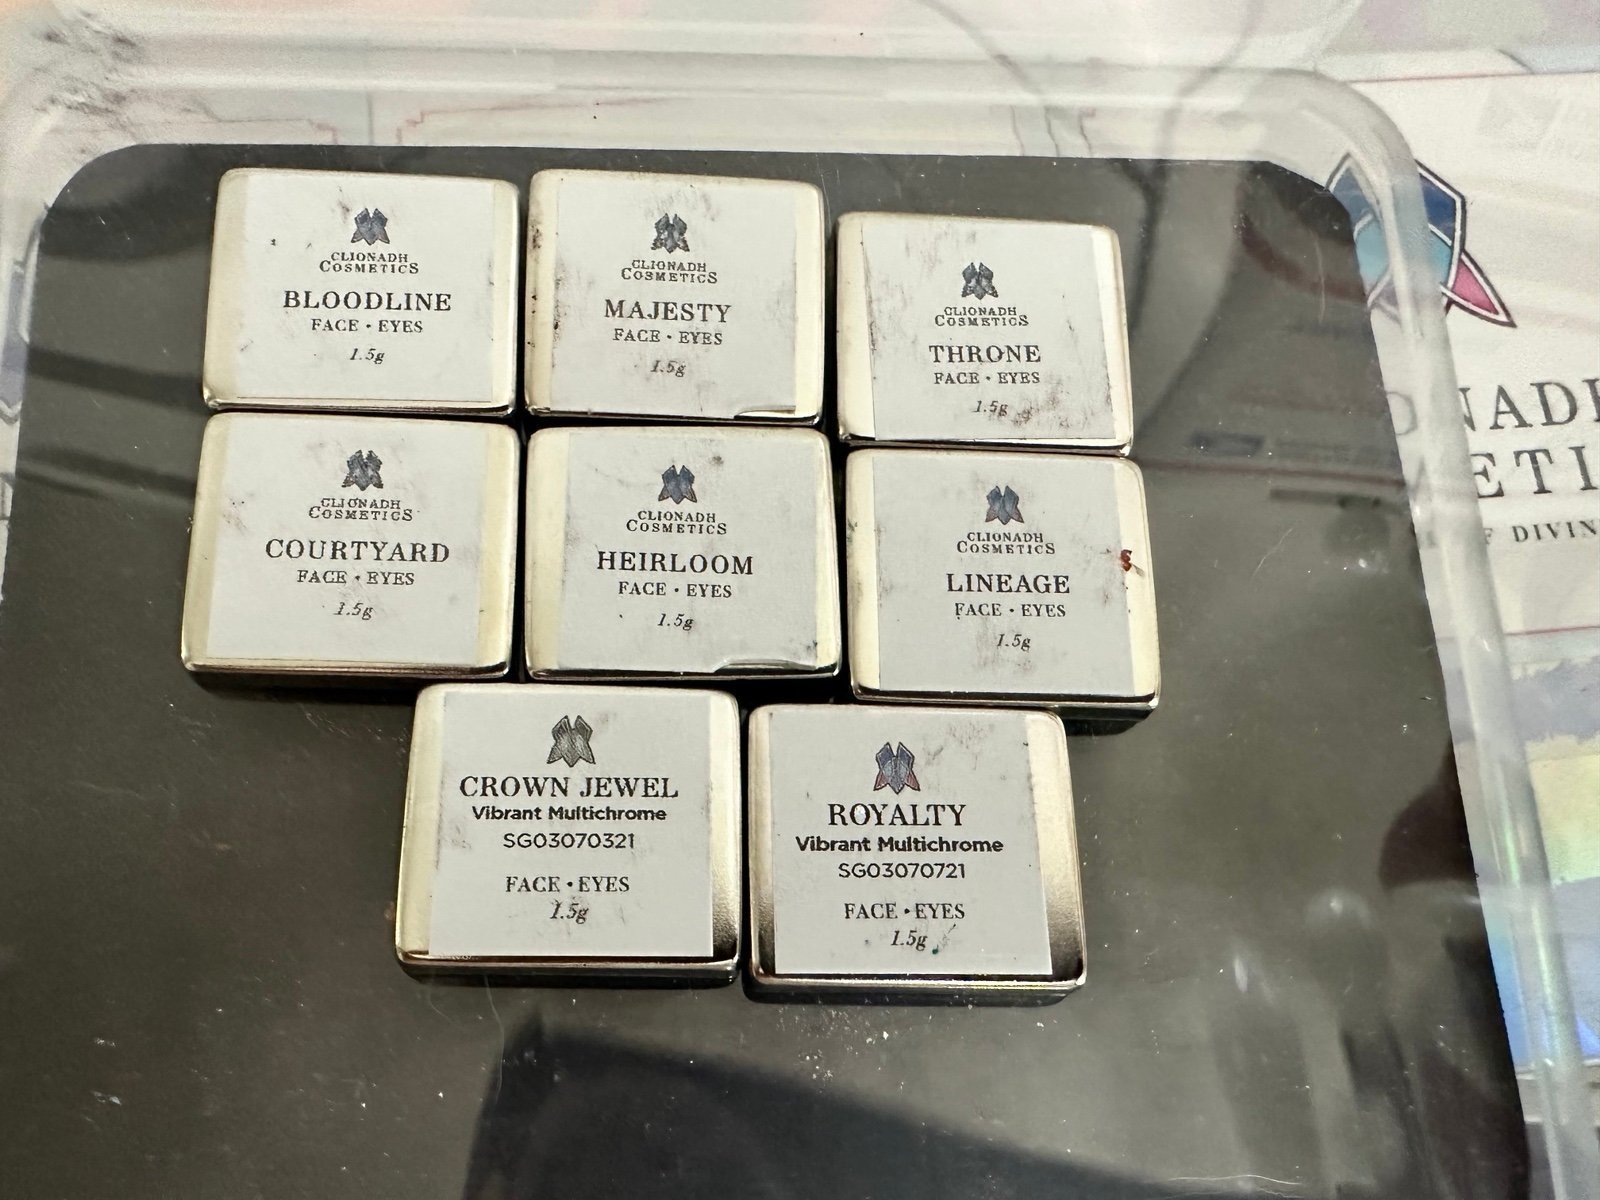 CLIONADH
COSMETICS
BLOODLINE
FACE • EYES
1.5g
CLIONADH
COSMETICS
MAJESTY
FACE • EYES
1.5g
CLIONADH
COSMETICS
THRONE
FACE • EYES
1.5g
CLIONADH
COSMETICS
COURTYARD
FACE • EYES
1.5g
CLIONADH
COSMETICS
HEIRLOOM
FACE • EYES
1.5g
CLIONADH
COSMETICS
LINEAGE
FACE • EYES
1.5g
CROWN JEWEL
Vibrant Multichrome
SG03070321
FACE • EYES
1.5g
ROYALTY
Vibrant Multichrome
SG03070721
FACE • EYES
1.5g